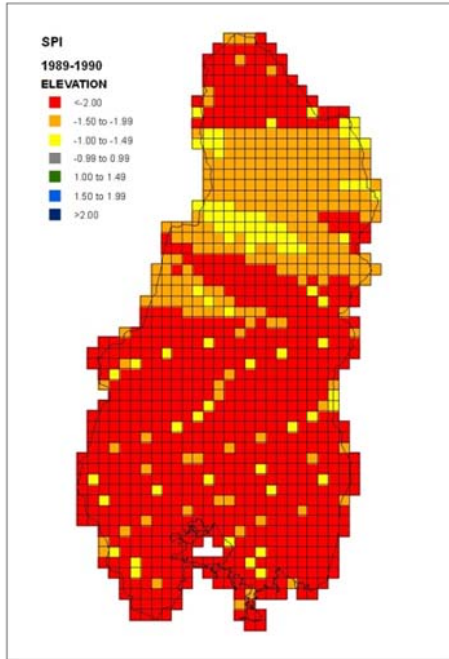 SPI
1989-1990
ELEVATION
<-2.00
-1.50 to -1.99
-1.00 to -1.49
-0.99 to 0.99
1.00 to 1.49
1.50 to 1.99
>2.00